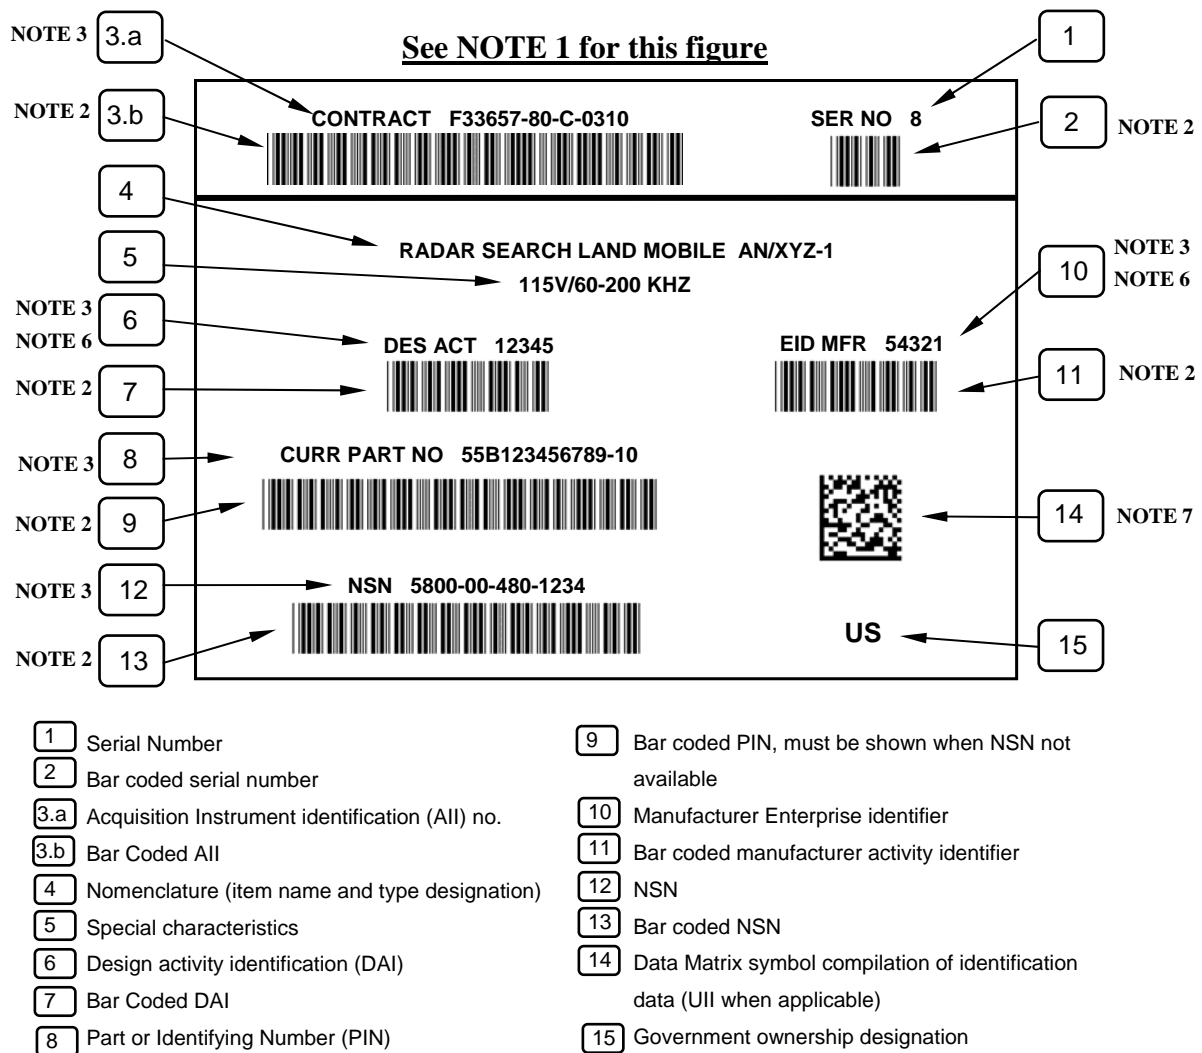 NOTE 3 3.a See NOTE 1 for this figure 1
NOTE 2 3.b CONTRACT F33657-80-C-0310 SER NO 8 2 NOTE 2
4
RADAR SEARCH LAND MOBILE AN/XYZ-1
5 115V/60-200 KHZ 10 NOTE 3
NOTE 6
NOTE 3
NOTE 6 6
DES ACT 12345 EID MFR 54321
NOTE 2 7 11 NOTE 2
NOTE 3 8 CURR PART NO 55B123456789-10
NOTE 2 9 14 NOTE 7
NOTE 3 12 NSN 5800-00-480-1234
US 15
NOTE 2 13
1 Serial Number
2 Bar coded serial number
3.a Acquisition Instrument identification (AII) no.
3.b Bar Coded AII
4 Nomenclature (item name and type designation)
5 Special characteristics
6 Design activity identification (DAI)
7 Bar Coded DAI
8 Part or Identifying Number (PIN)
9 Bar coded PIN, must be shown when NSN not
available
10 Manufacturer Enterprise identifier
11 Bar coded manufacturer activity identifier
12 NSN
13 Bar coded NSN
14 Data Matrix symbol compilation of identification
data (UII when applicable)
15 Government ownership designation